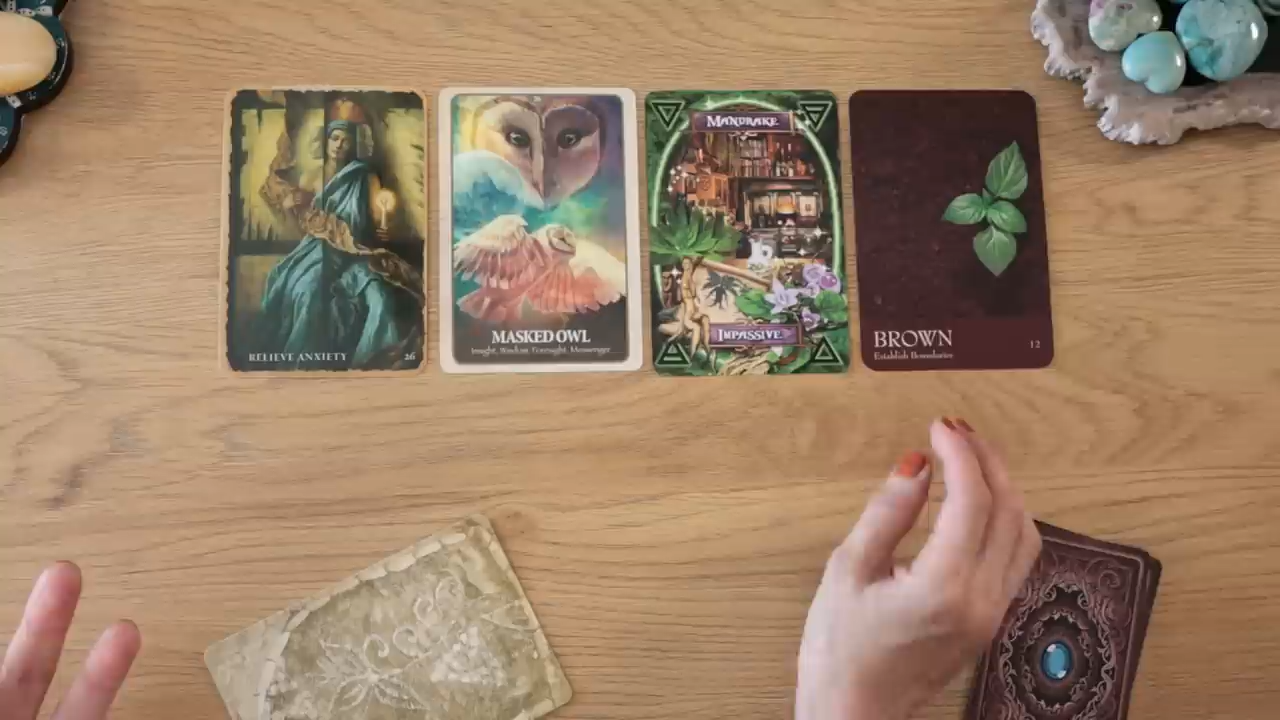 RELIEVE ANXIETY 26
MASKED OWL
Insight, Wisdom, Foresight, Messenger
MANDRAKE
IMPASSIVE
BROWN
Establish Boundaries
12